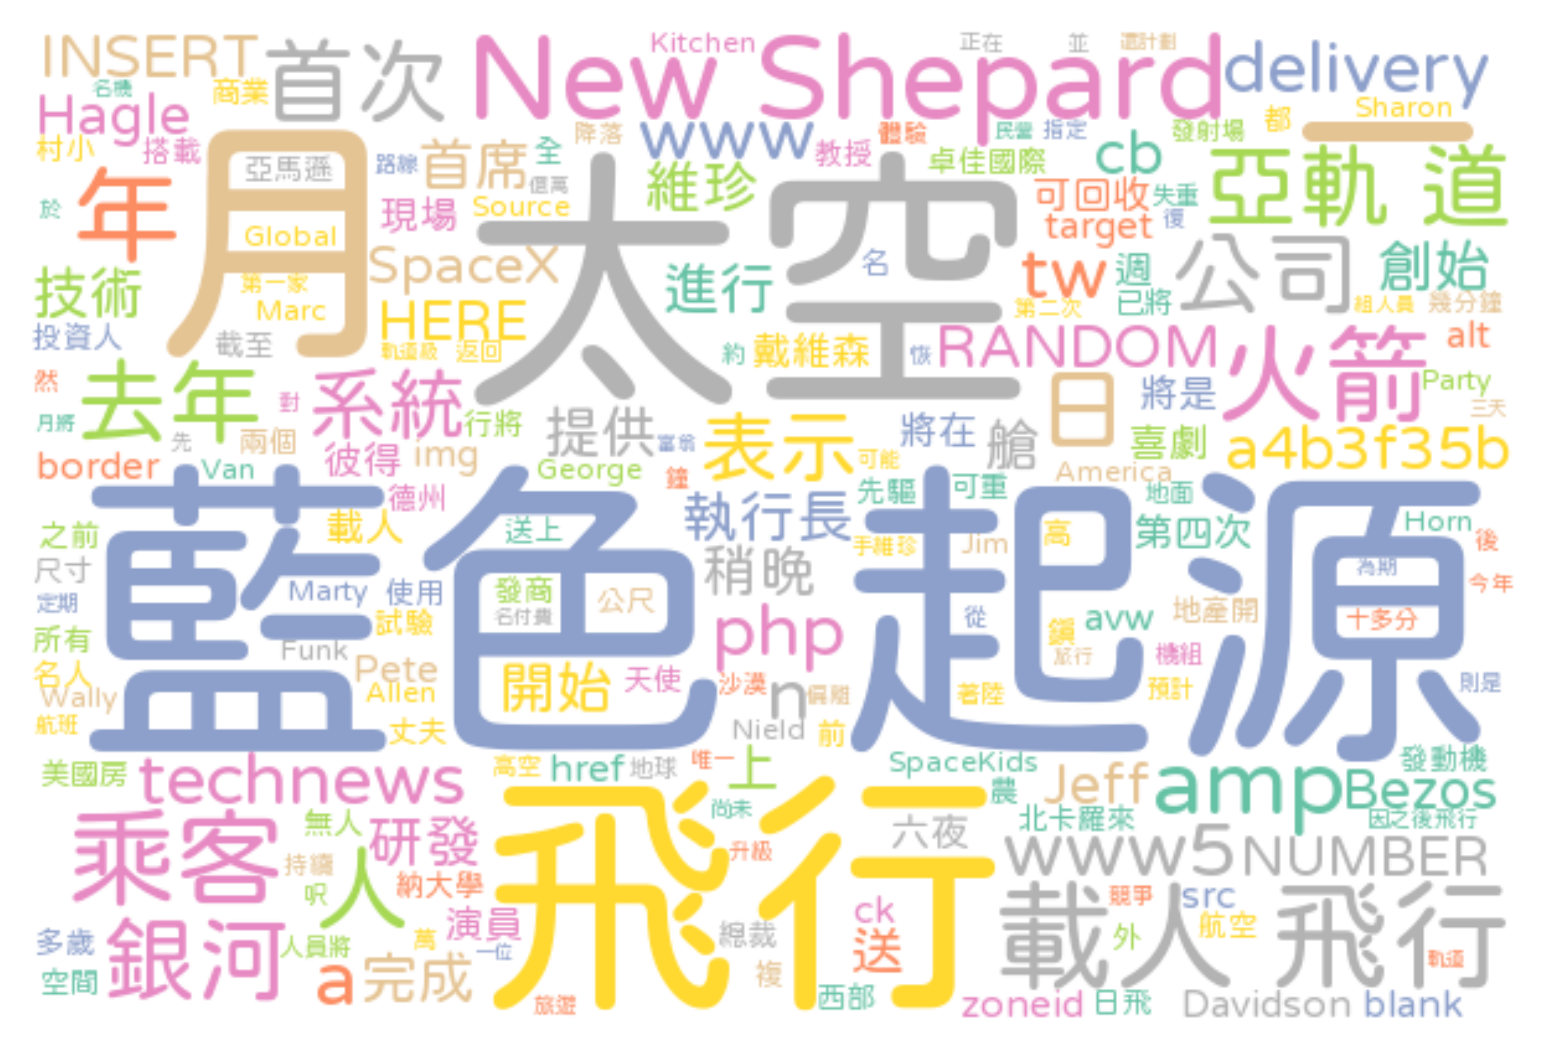 INSERT
首次
New Shepard
Kitchen
正在
並
這計劃
delivery
Sharon
名機
商業
Hagle
村小
搭載
年
月
亞馬遜
路線
首席
全
降落
億萬
www
教授
體驗
民營
指定
發射場
都
一
卓佳國際
cb
亞軌 道
於
Global
現場
Source
維珍
太空
可回收
失重
復
target
技術
第一家
Marc
SpaceX
進行
名
tw
週
已將
公司
創始
投資人
截至
HERE
軌道級
返回
約
戴維森
恢
第二次
RANDOM
組人員
幾分鐘
火箭
alt
然
去年
對
系統
行將
提供
富翁
表示
可能
將在
艙
日
將是
喜劇
Party
三天
月將
先
兩個
border
Van
彼得
img
George
鐘
先驅
可重
America
a4b3f35b
德州
地面
藍色起源
之前
尺寸
定期
載人
送上
執行長
稍晚
手維珍
Jim
高
第四次
Horn
後
為期
今年
Marty
使用
發商
公尺
名付費
從
avw
地產開
十多分
所有
名人
試驗
Funk
Pete
php
鎖
旅行
機組
Wally
Allen
開始
天使
沙漠
n
偏離
著陸
預計
則是
航班
丈夫
Nield
前
美國房
technews
高空
href
地球
唯一
上
SpaceKids
農
Jeff
amp
發動機
Bezos
乘客
無人
研發
持續
呎
人
納大學
飛行
尚未
升級
六夜
北卡羅來
因之後飛行
www5
NUMBER
多歲
空間
銀河
人員將
萬
演員
一位
a
完成
旅遊
總裁
複
ck
送
西部
載人 飛行
競爭
src
外
航空
軌道
zoneid
日飛
Davidson
blank